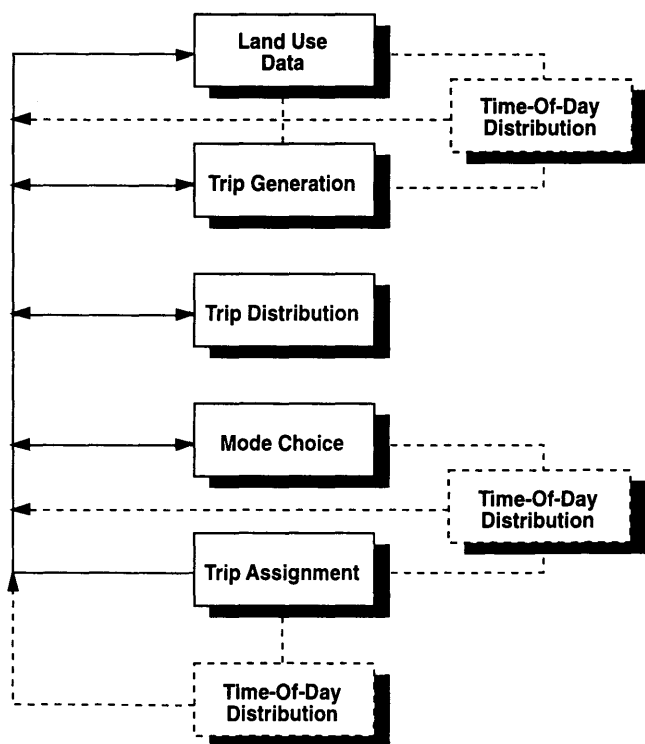 Land Use
Data
Time-Of-Day
Distribution
Trip Generation
Trip Distribution
Mode Choice
Time-Of-Day
Distribution
Trip Assignment
Time-Of-Day
Distribution